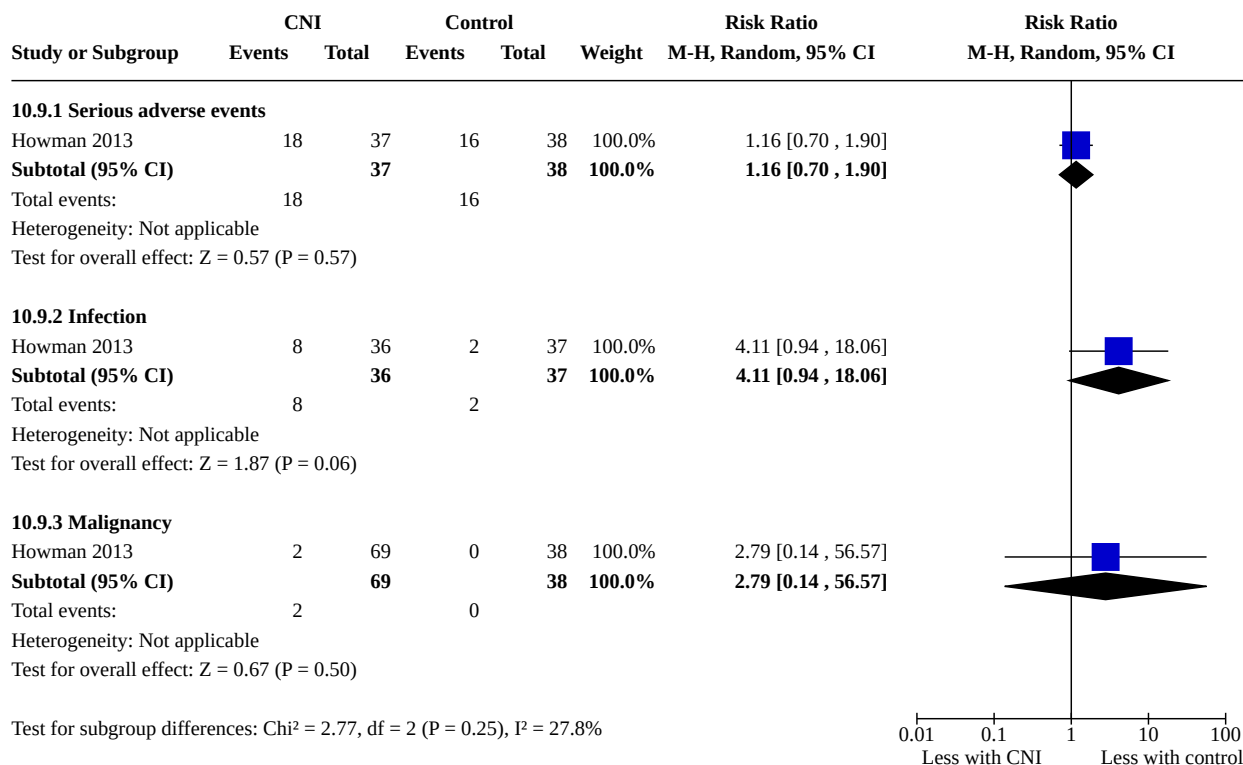 CNI Control Risk Ratio Risk Ratio
Study or Subgroup Events Total Events Total Weight M-H, Random, 95% CI M-H, Random, 95% CI
10.9.1 Serious adverse events
Howman 2013 18 37 16 38 100.0% 1.16 [0.70 , 1.90]
Subtotal (95% CI) 37 38 100.0% 1.16 [0.70 , 1.90]
Total events: 18 16
Heterogeneity: Not applicable
Test for overall effect: Z = 0.57 (P = 0.57)
10.9.2 Infection
Howman 2013 8 36 2 37 100.0% 4.11 [0.94 , 18.06]
Subtotal (95% CI) 36 37 100.0% 4.11 [0.94 , 18.06]
Total events: 8 2
Heterogeneity: Not applicable
Test for overall effect: Z = 1.87 (P = 0.06)
10.9.3 Malignancy
Howman 2013 2 69 0 38 100.0% 2.79 [0.14 , 56.57]
Subtotal (95% CI) 69 38 100.0% 2.79 [0.14 , 56.57]
Total events: 2 0
Heterogeneity: Not applicable
Test for overall effect: Z = 0.67 (P = 0.50)
Test for subgroup differences: Chi² = 2.77, df = 2 (P = 0.25), I² = 27.8%
0.01 0.1 1 10 100
Less with CNI Less with control